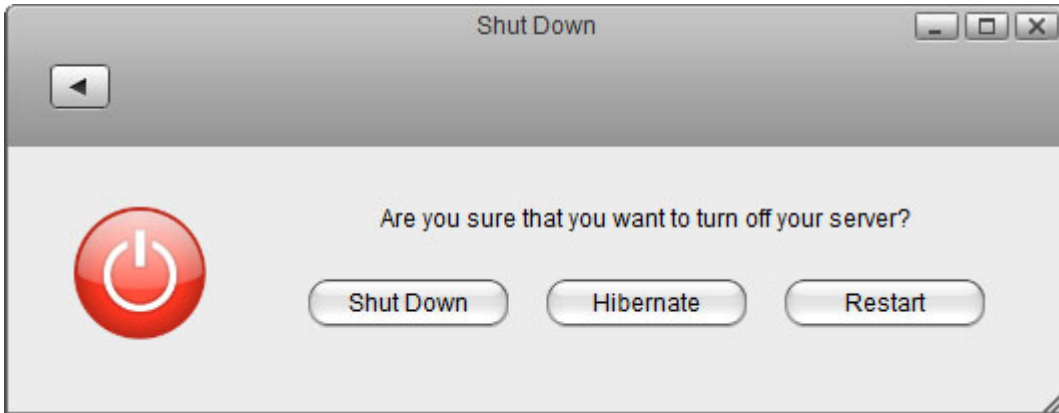 Shut Down
Are you sure that you want to turn off your server?
Shut Down Hibernate Restart